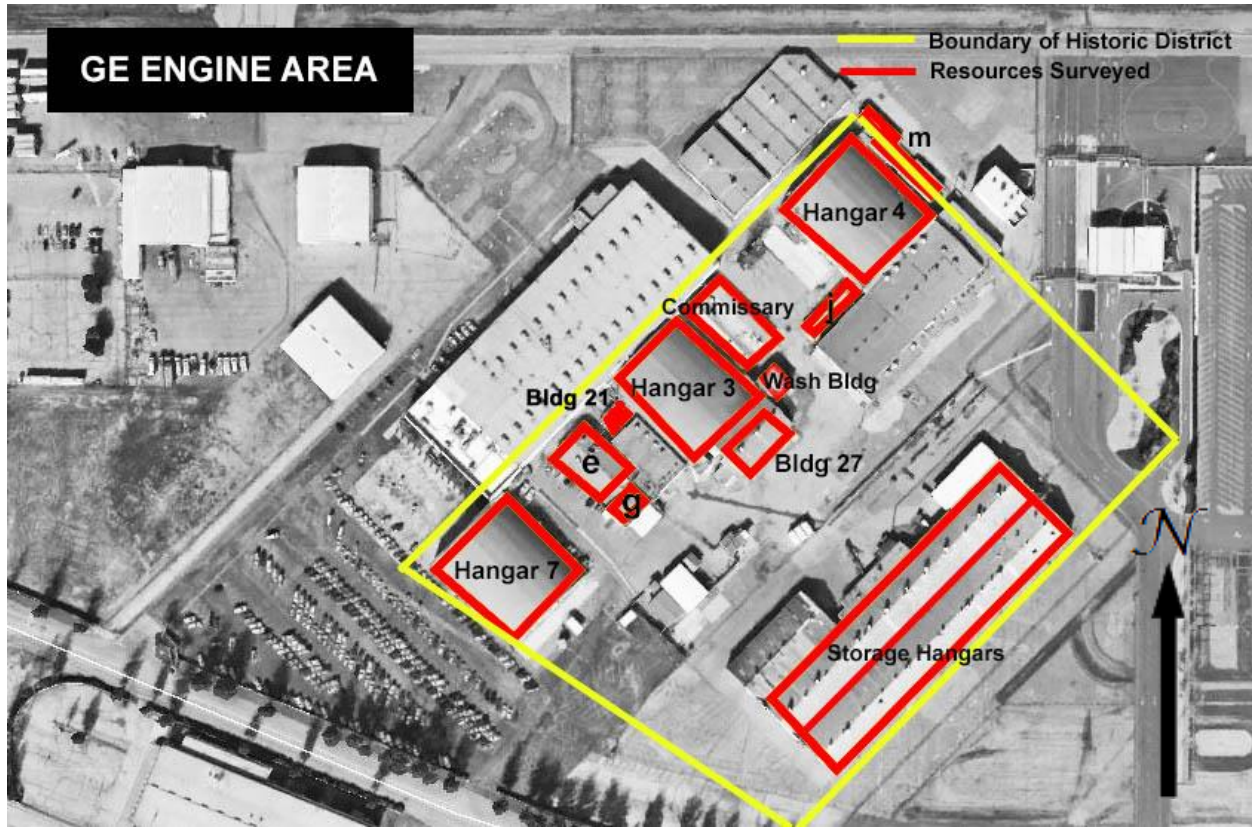 GE ENGINE AREA
Boundary of Historic District
Resources Surveyed
m
Hangar 4
Commissary
j
Hangar 3
Wash Bldg
Bldg 21
e
Bldg 27
g
Hangar 7
N
Storage Hangars